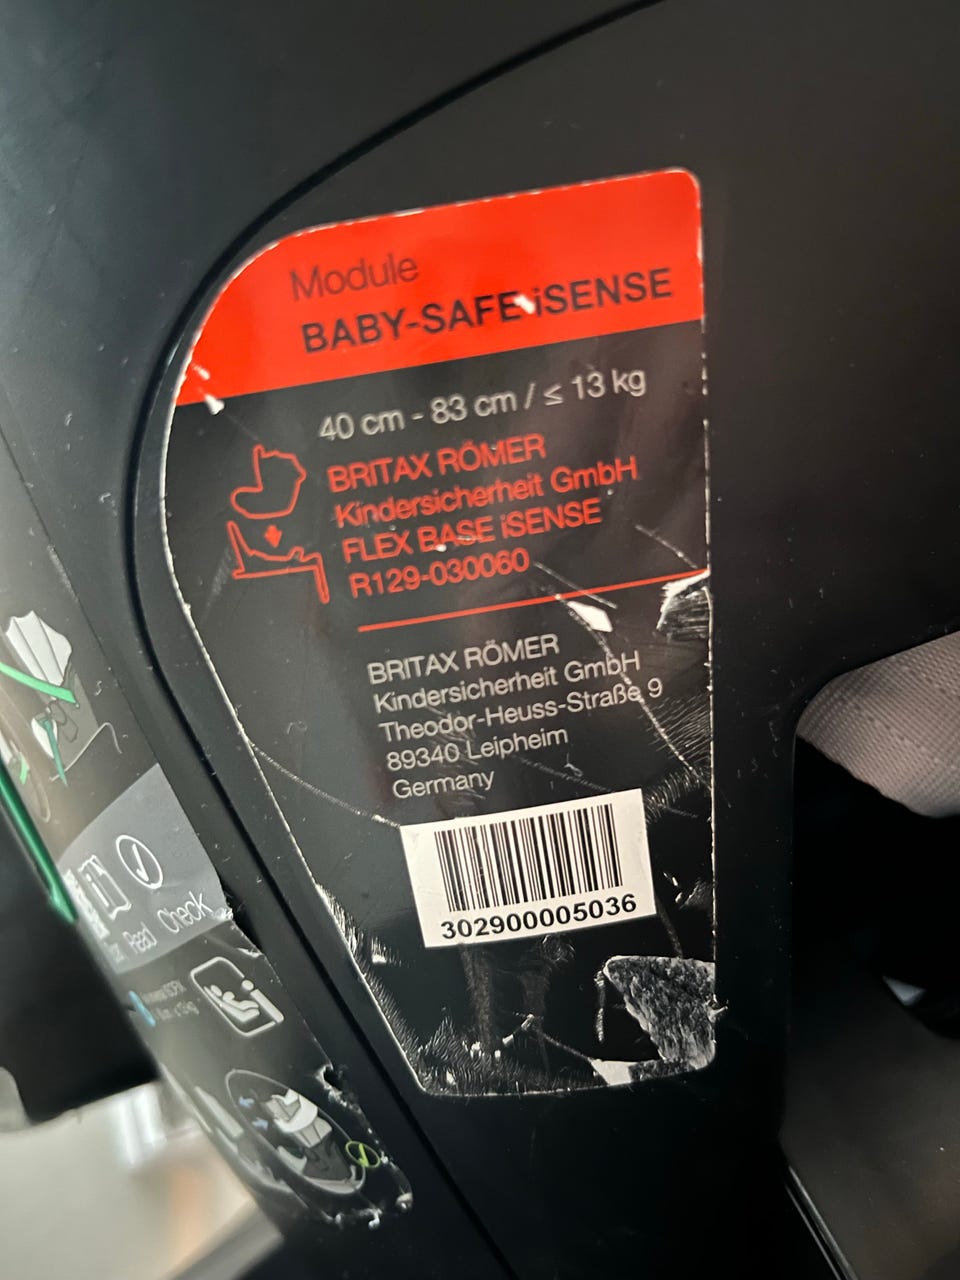 Module
BABY-SAFE iSENSE
40 cm - 83 cm / ≤ 13 kg
BRITAX RÖMER
Kindersicherheit GmbH
FLEX BASE iSENSE
R129-030060
BRITAX RÖMER
Kindersicherheit GmbH
Theodor-Heuss-Straße 9
89340 Leipheim
Germany
302900005036
Read Check